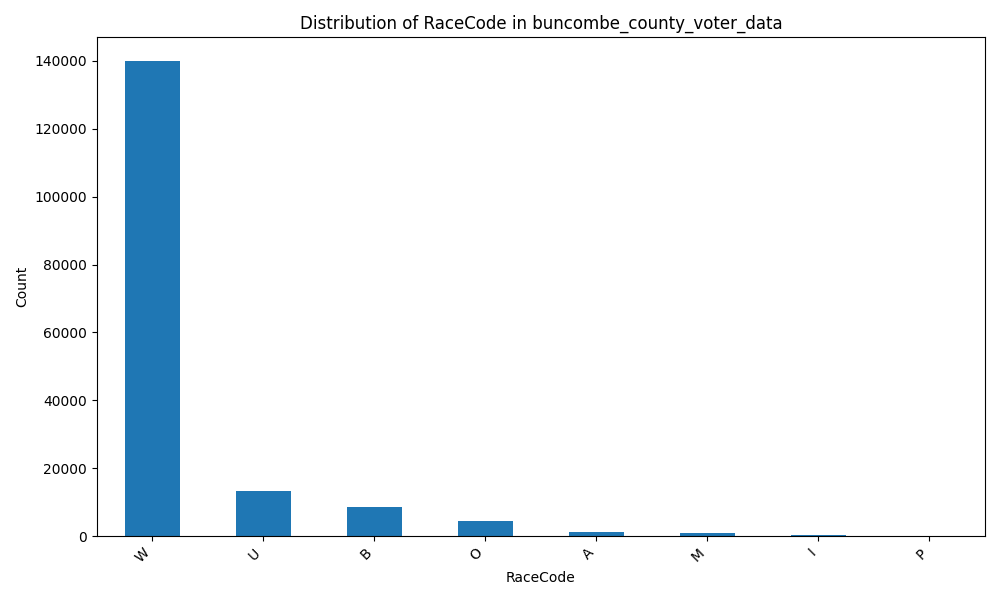 Distribution of RaceCode in buncombe_county_voter_data
140000
120000
100000
80000
60000
40000
20000
0
Count
W
U
B
O
A
M
I
P
RaceCode